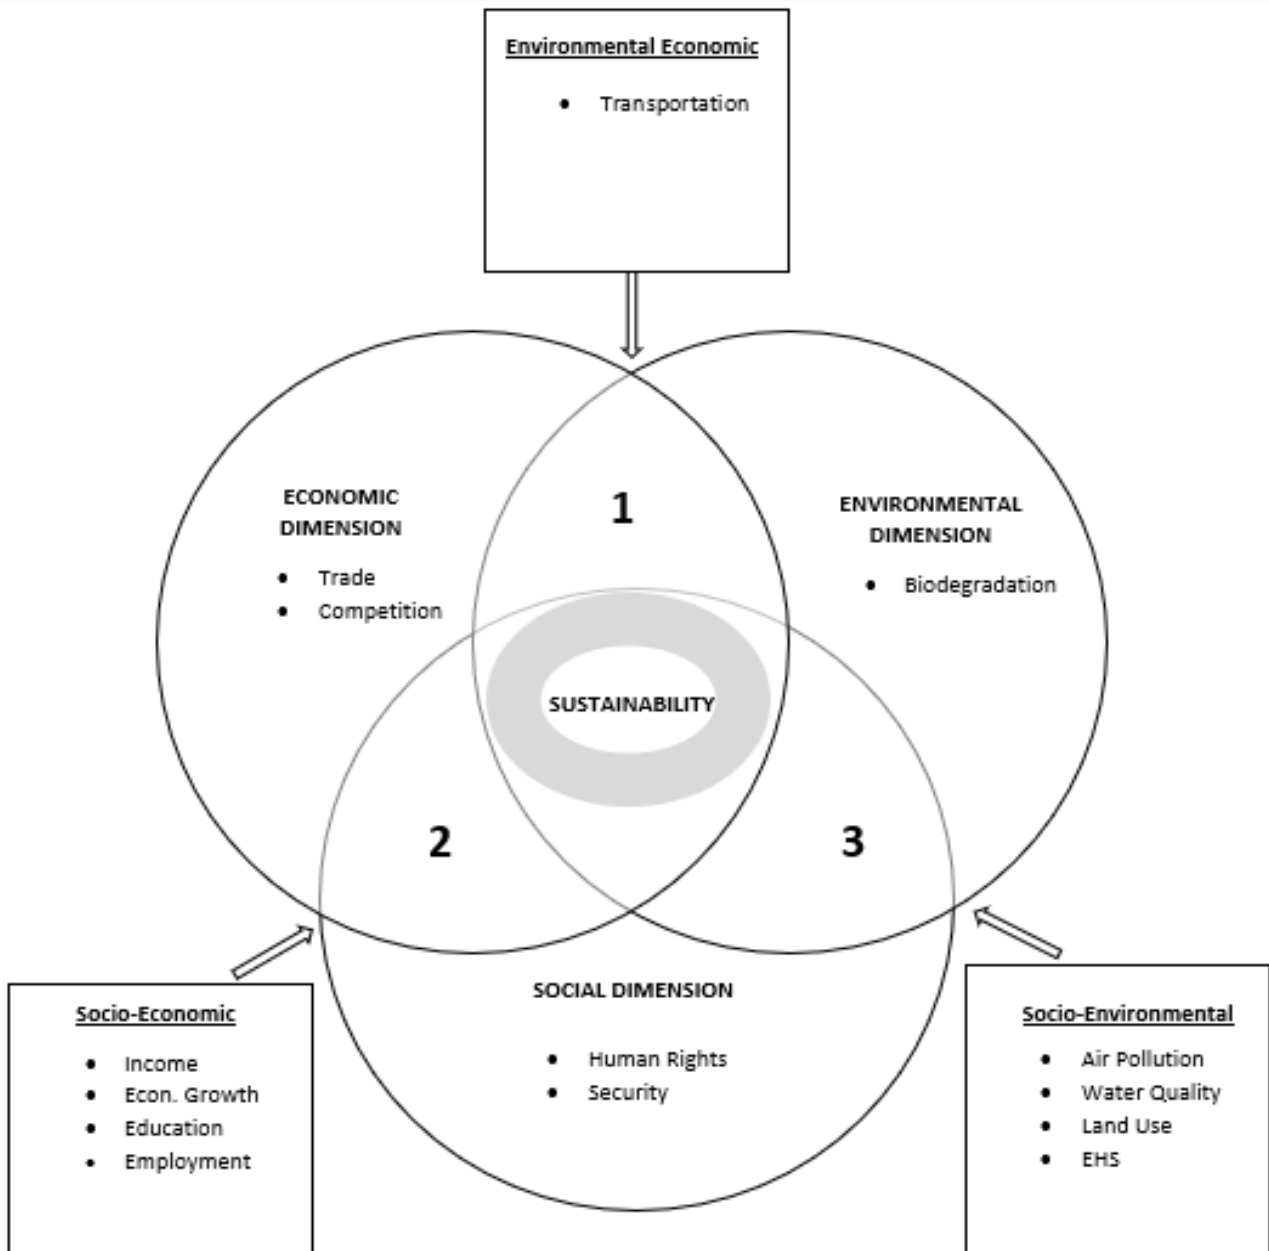 Environmental Economic
• Transportation
ECONOMIC
DIMENSION
• Trade
• Competition
1
ENVIRONMENTAL
DIMENSION
• Biodegradation
SUSTAINABILITY
2
3
SOCIAL DIMENSION
• Human Rights
• Security
Socio-Economic
• Income
• Econ. Growth
• Education
• Employment
Socio-Environmental
• Air Pollution
• Water Quality
• Land Use
• EHS